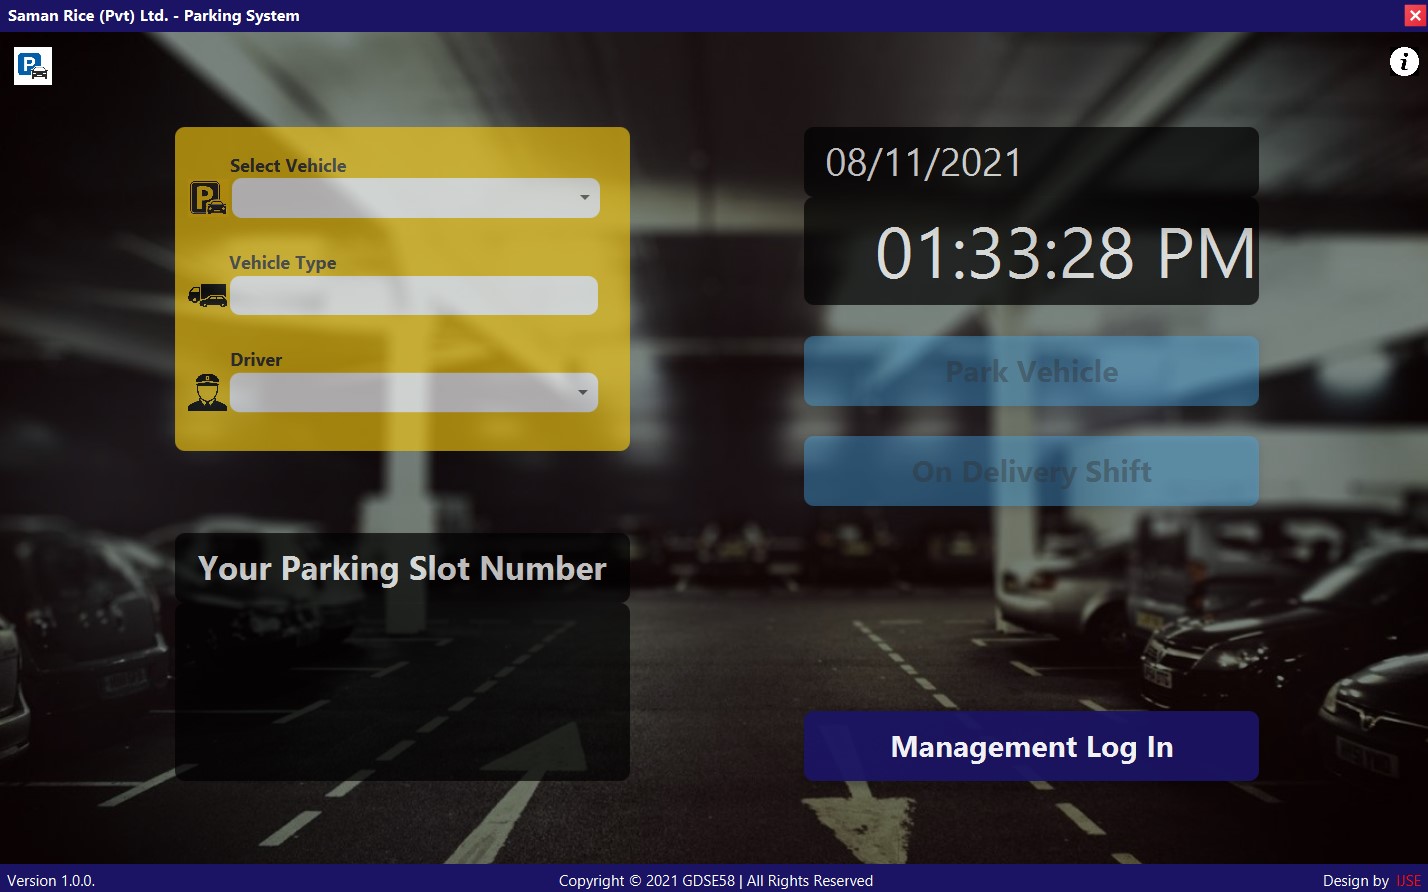 Saman Rice (Pvt) Ltd. - Parking System
P
i
Select Vehicle
P
Vehicle Type
Driver
08/11/2021
01:33:28 PM
Park Vehicle
On Delivery Shift
Your Parking Slot Number
Management Log In
Version 1.0.0.
Copyright © 2021 GDSE58 | All Rights Reserved
Design by IJSE